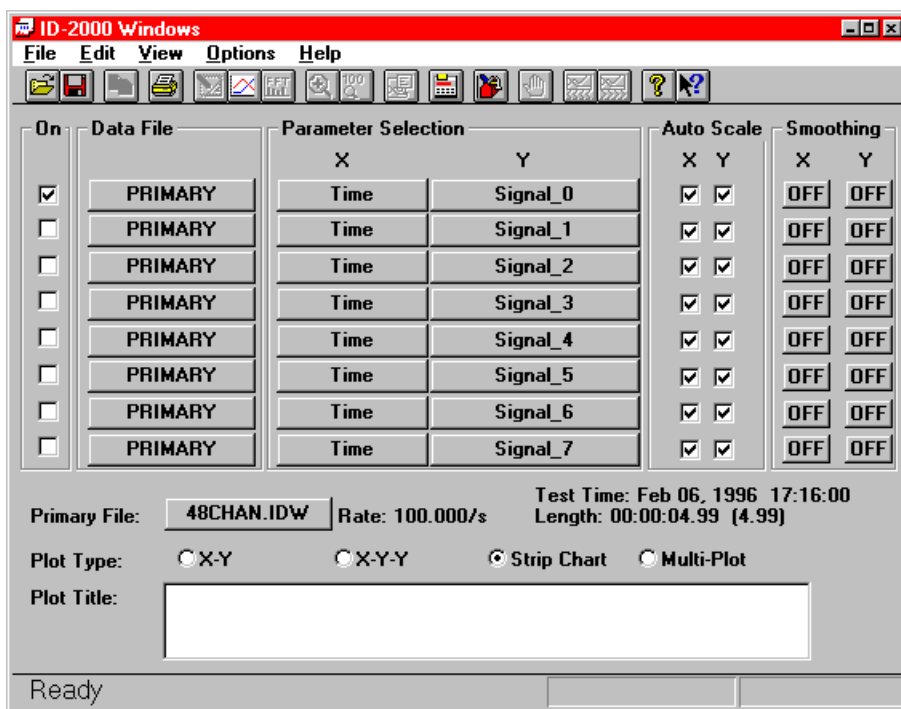 ID-2000 Windows
File Edit View Options Help
FFT 100
On Data File Parameter Selection Auto Scale Smoothing
X Y X Y X Y
PRIMARY Time Signal_0 OFF OFF
PRIMARY Time Signal_1 OFF OFF
PRIMARY Time Signal_2 OFF OFF
PRIMARY Time Signal_3 OFF OFF
PRIMARY Time Signal_4 OFF OFF
PRIMARY Time Signal_5 OFF OFF
PRIMARY Time Signal_6 OFF OFF
PRIMARY Time Signal_7 OFF OFF
Test Time: Feb 06, 1996 17:16:00
Primary File: 48CHAN.IDW Rate: 100.000/s Length: 00:00:04.99 (4.99)
Plot Type: X-Y X-Y-Y Strip Chart Multi-Plot
Plot Title:
Ready